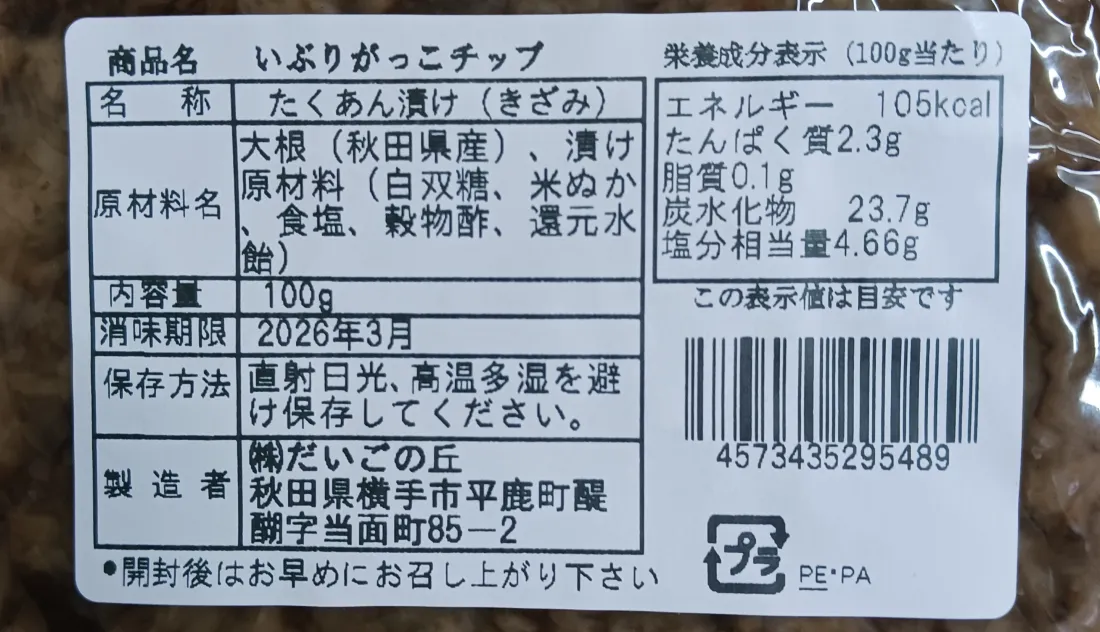 商品名 いぶりがっこチップ
名 称 たくあん漬け（きざみ）
原材料名 大根（秋田県産）、漬け
原材料（白双糖、米ぬか
、食塩、穀物酢、還元水
飴）
内容量 100g
消味期限 2026年3月
保存方法 直射日光、高温多湿を避
け保存してください。
製造者 ㈱だいごの丘
秋田県横手市平鹿町醍
醐字当面町85－2
•開封後はお早めにお召し上がり下さい
栄養成分表示（100g当たり）
エネルギー 105kcal
たんぱく質2.3g
脂質0.1g
炭水化物 23.7g
塩分相当量4.66g
この表示値は目安です
4573435295489
プラ PE・PA